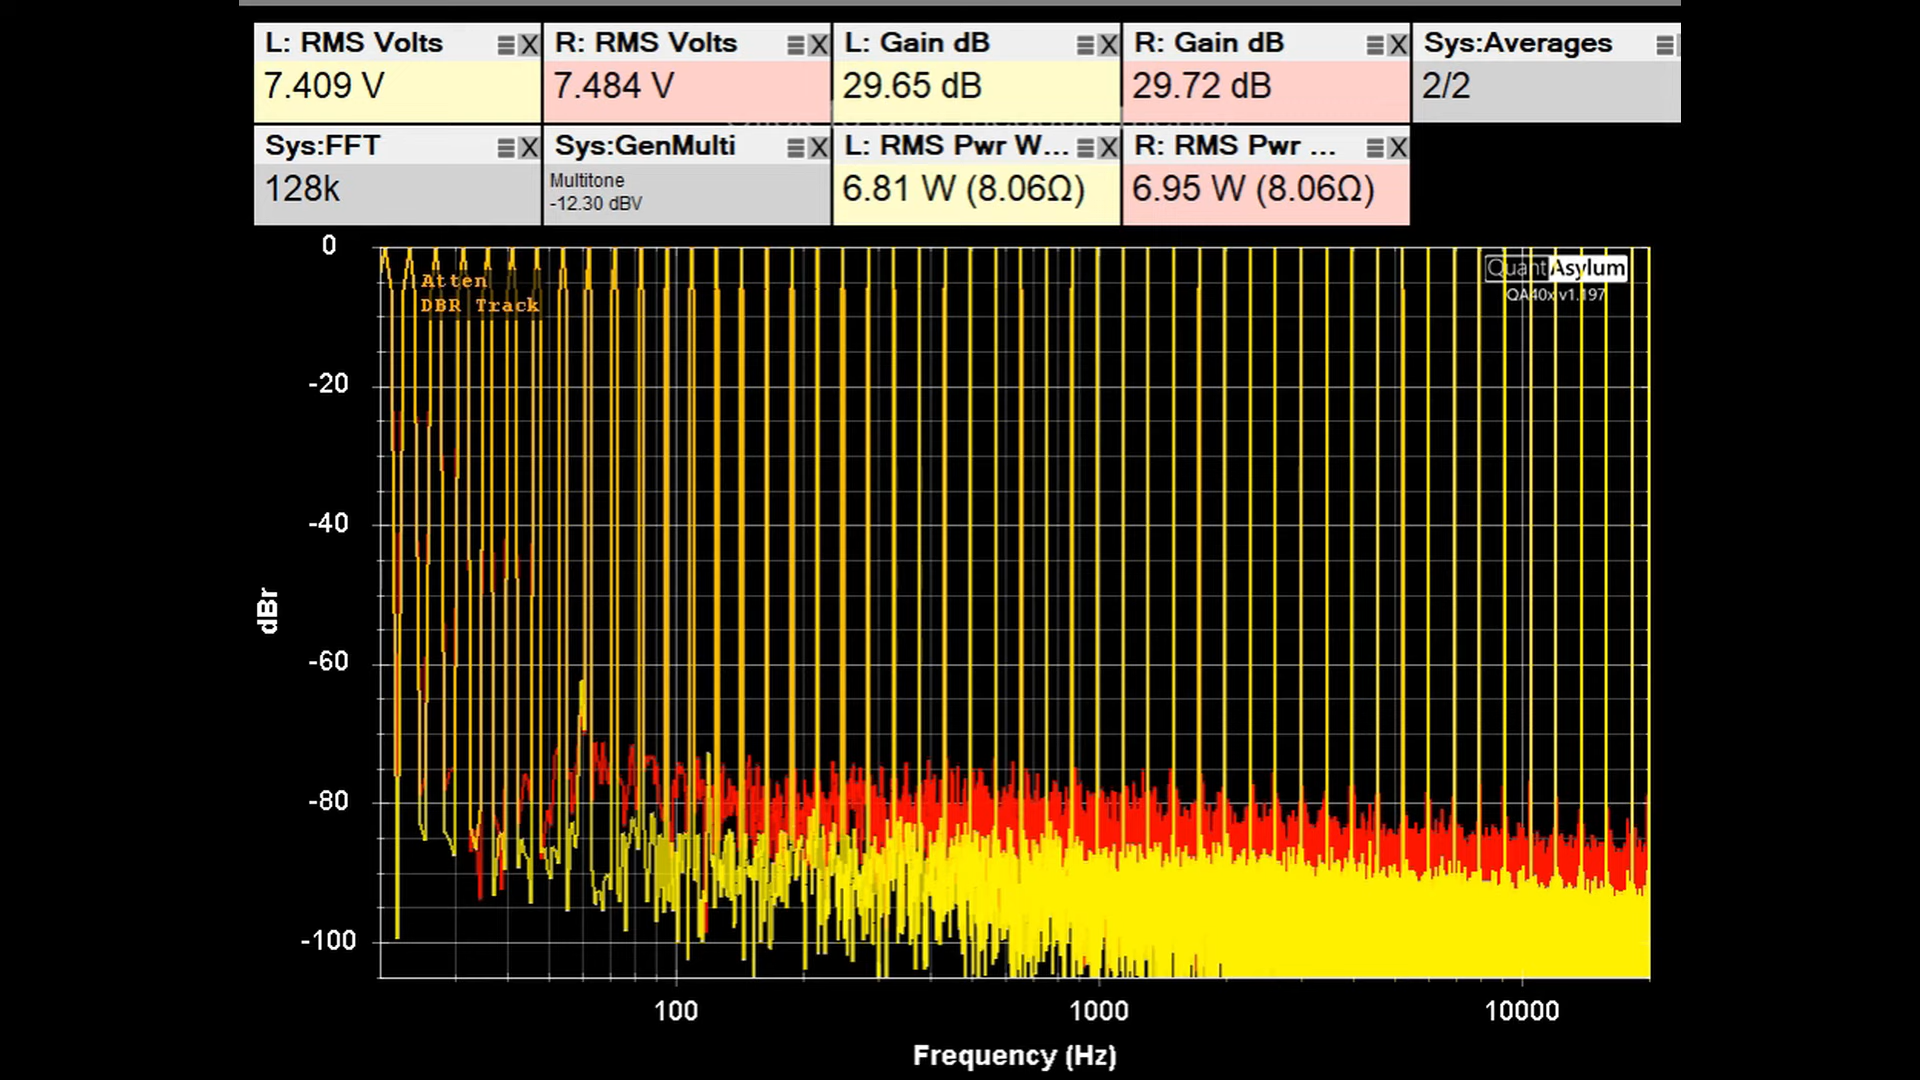 L: RMS Volts
7.409 V
R: RMS Volts
7.484 V
L: Gain dB
29.65 dB
R: Gain dB
29.72 dB
Sys:Averages
2/2
Sys:FFT
128k
Sys:GenMulti
Multitone
-12.30 dBV
L: RMS Pwr W...
6.81 W (8.06Ω)
R: RMS Pwr ...
6.95 W (8.06Ω)
Atten
DBR Track
QuantAsylum
QA40x v1.197
0
-20
-40
-60
-80
-100
dBr
100
1000
10000
Frequency (Hz)